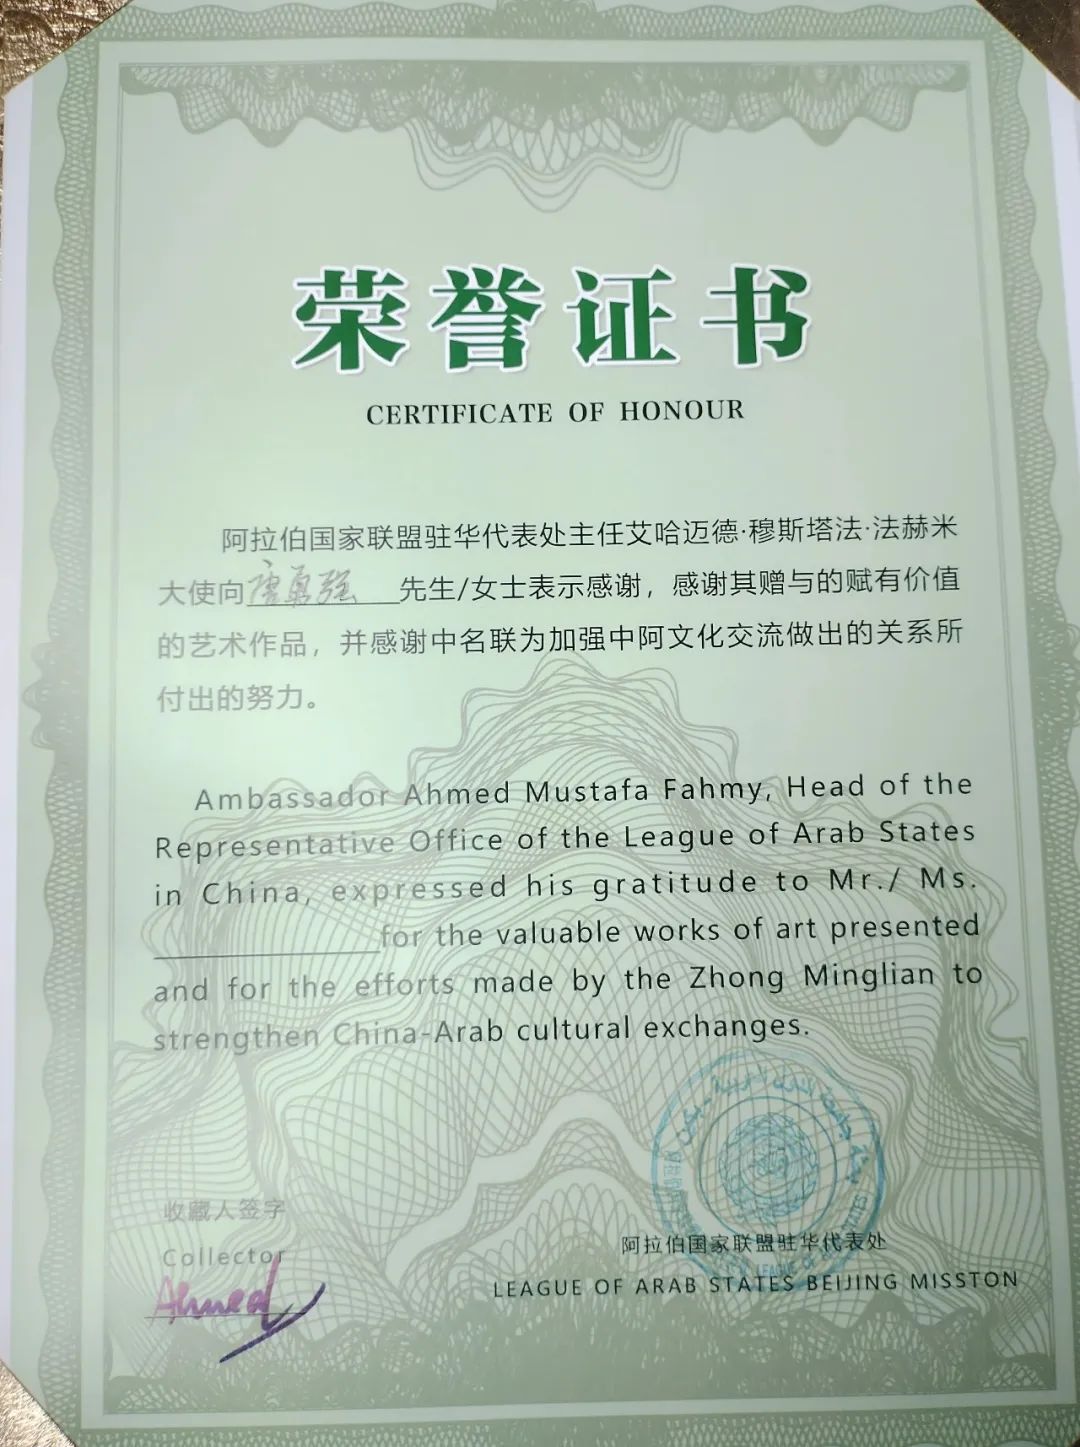 荣誉证书
CERTIFICATE OF HONOUR
阿拉伯国家联盟驻华代表处主任艾哈迈德·穆斯塔法·法赫米
大使向唐勇强先生/女士表示感谢，感谢其赠与的赋有价值
的艺术作品，并感谢中名联为加强中阿文化交流做出的关系所
付出的努力。
Ambassador Ahmed Mustafa Fahmy, Head of the
Representative Office of the League of Arab States
in China, expressed his gratitude to Mr./ Ms.
for the valuable works of art presented
and for the efforts made by the Zhong Minglian to
strengthen China-Arab cultural exchanges.
收藏人签字
Collector
Ahmed
阿拉伯国家联盟驻华代表处
LEAGUE OF ARAB STATES BEIJING MISSTON